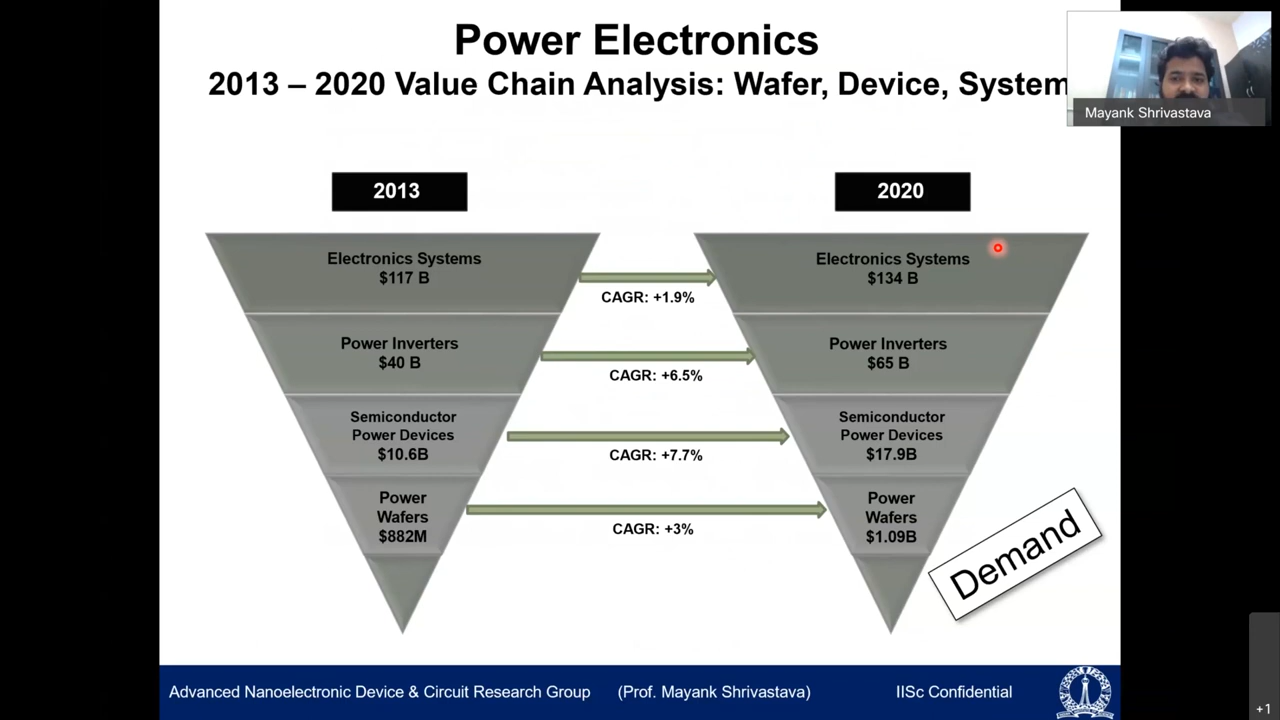 Power Electronics
2013 – 2020 Value Chain Analysis: Wafer, Device, System
Mayank Shrivastava
2013
2020
Electronics Systems
$117 B
CAGR: +1.9%
Electronics Systems
$134 B
Power Inverters
$40 B
CAGR: +6.5%
Power Inverters
$65 B
Semiconductor
Power Devices
$10.6B
CAGR: +7.7%
Semiconductor
Power Devices
$17.9B
Power
Wafers
$882M
CAGR: +3%
Power
Wafers
$1.09B
Demand
Advanced Nanoelectronic Device & Circuit Research Group (Prof. Mayank Shrivastava) IISc Confidential
+1